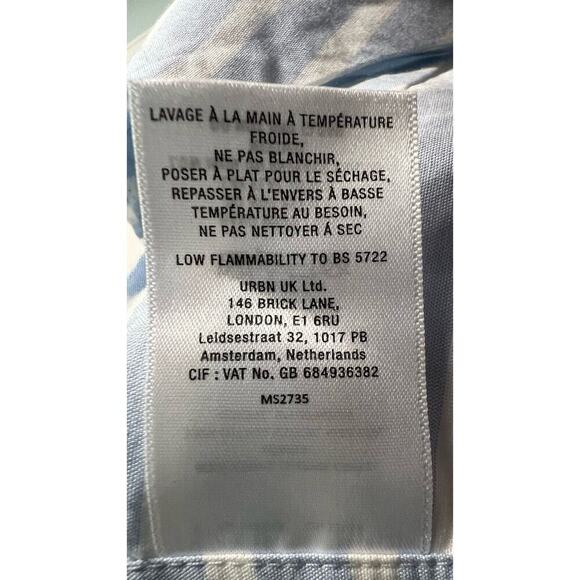 LAVAGE À LA MAIN À TEMPÉRATURE
FROIDE,
NE PAS BLANCHIR,
POSER À PLAT POUR LE SÉCHAGE,
REPASSER À L'ENVERS À BASSE
TEMPÉRATURE AU BESOIN,
NE PAS NETTOYER Á SEC
LOW FLAMMABILITY TO BS 5722
URBN UK Ltd.
146 BRICK LANE,
LONDON, E1 6RU
Leidsestraat 32, 1017 PB
Amsterdam, Netherlands
CIF : VAT No. GB 684936382
MS2735